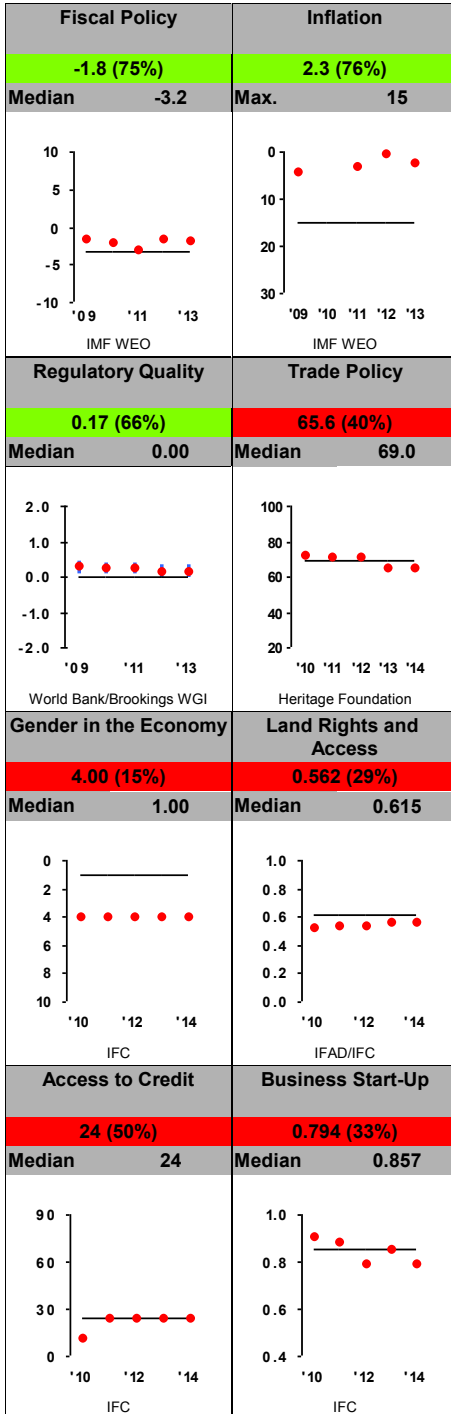 Fiscal Policy
-1.8 (75%)
Median -3.2
10
5
0
-5
-10
'09 '11 '13
IMF WEO
Inflation
2.3 (76%)
Max. 15
0
10
20
30
'09 '10 '11 '12 '13
IMF WEO
Regulatory Quality
0.17 (66%)
Median 0.00
2.0
1.0
0.0
-1.0
-2.0
'09 '11 '13
World Bank/Brookings WGI
Trade Policy
65.6 (40%)
Median 69.0
100
80
60
40
20
'10 '11 '12 '13 '14
Heritage Foundation
Gender in the Economy
4.00 (15%)
Median 1.00
0
2
4
6
8
10
'10 '12 '14
IFC
Land Rights and
Access
0.562 (29%)
Median 0.615
1.0
0.8
0.6
0.4
0.2
0.0
'10 '12 '14
IFAD/IFC
Access to Credit
24 (50%)
Median 24
90
60
30
0
'10 '12 '14
IFC
Business Start-Up
0.794 (33%)
Median 0.857
1.0
0.8
0.6
0.4
'10 '12 '14
IFC